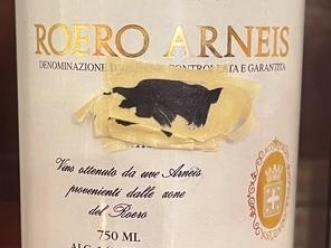 ROERO ARNEIS
DENOMINAZIONE CONTROLLATA E GARANTITA
Vino ottenuto da uve Arneis
provenienti dalle zone
del Roero
750 ML